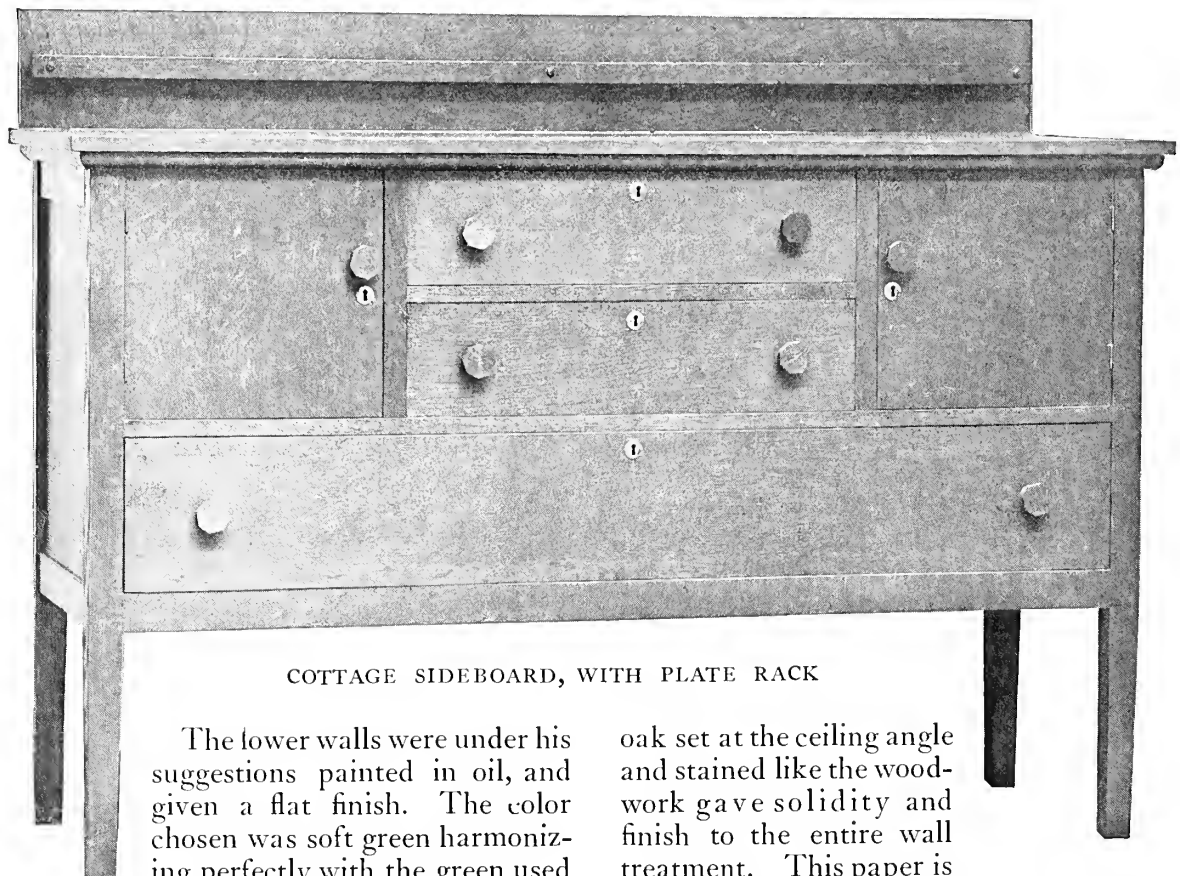 COTTAGE SIDEBOARD, WITH PLATE RACK
The lower walls were under his
suggestions painted in oil, and
given a flat finish. The color
chosen was soft green harmoniz-
ing perfectly with the green used
oak set at the ceiling angle
and stained like the wood-
work gave solidity and
finish to the entire wall
treatment. This paper is